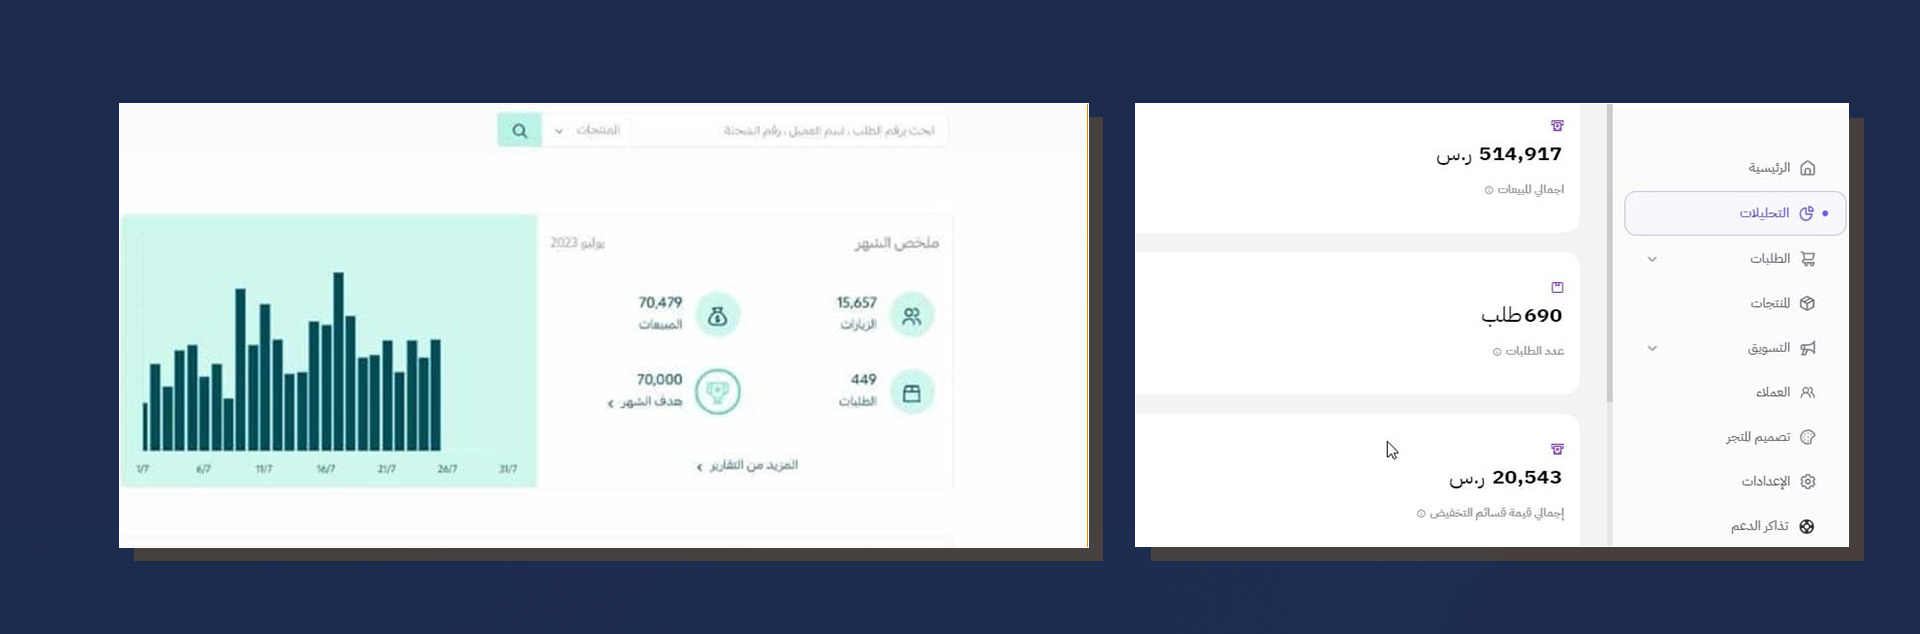 ابحث برقم الطلب ، اسم العميل ، رقم الشحنة
المنتجات
ملخص الشهر
يوليو 2023
15,657
الزيارات
70,479
المبيعات
449
الطلبات
70,000
هدف الشهر
المزيد من التقارير
1/7 6/7 11/7 16/7 21/7 26/7 31/7
514,917 ر.س
اجمالي المبيعات
690 طلب
عدد الطلبات
20,543 ر.س
إجمالي قيمة قسائم التخفيض
الرئيسية
التحليلات
الطلبات
المنتجات
التسويق
العملاء
تصميم المتجر
الإعدادات
تذاكر الدعم